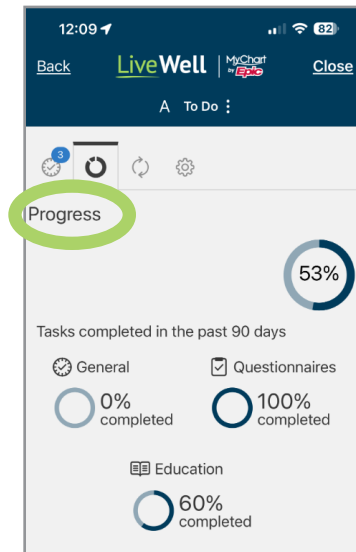 12:09
82
Back
LiveWell
MyChart
by Epic
Close
A To Do
3
Progress
53%
Tasks completed in the past 90 days
General
Questionnaires
0%
completed
100%
completed
Education
60%
completed